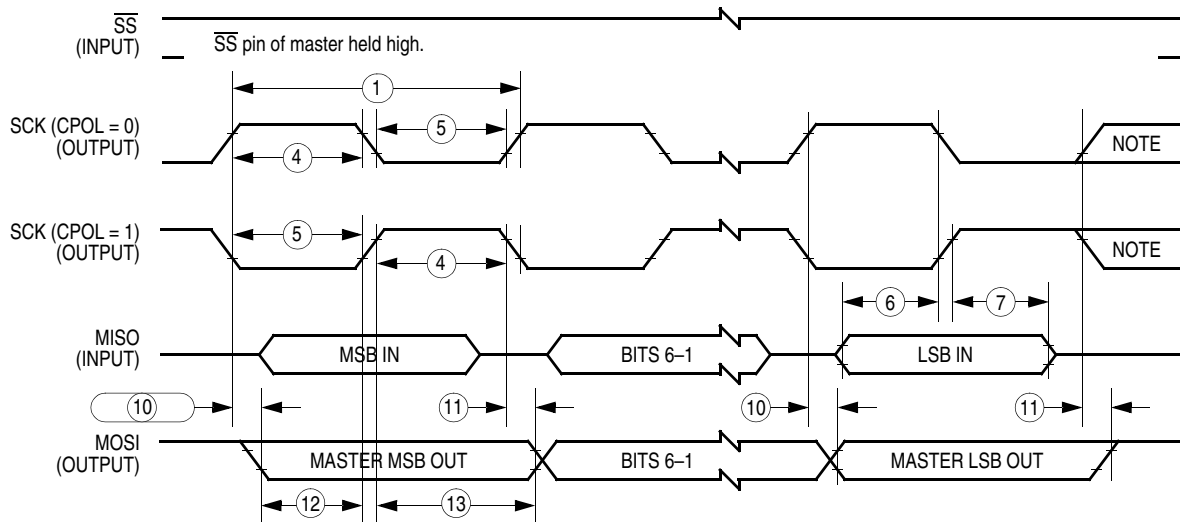 SS
(INPUT)
SS pin of master held high.
1
SCK (CPOL = 0)
(OUTPUT)
5
4
NOTE
SCK (CPOL = 1)
(OUTPUT)
5
4
NOTE
6
7
MISO
(INPUT)
MSB IN
BITS 6–1
LSB IN
10
11
10
11
MOSI
(OUTPUT)
MASTER MSB OUT
BITS 6–1
MASTER LSB OUT
12
13